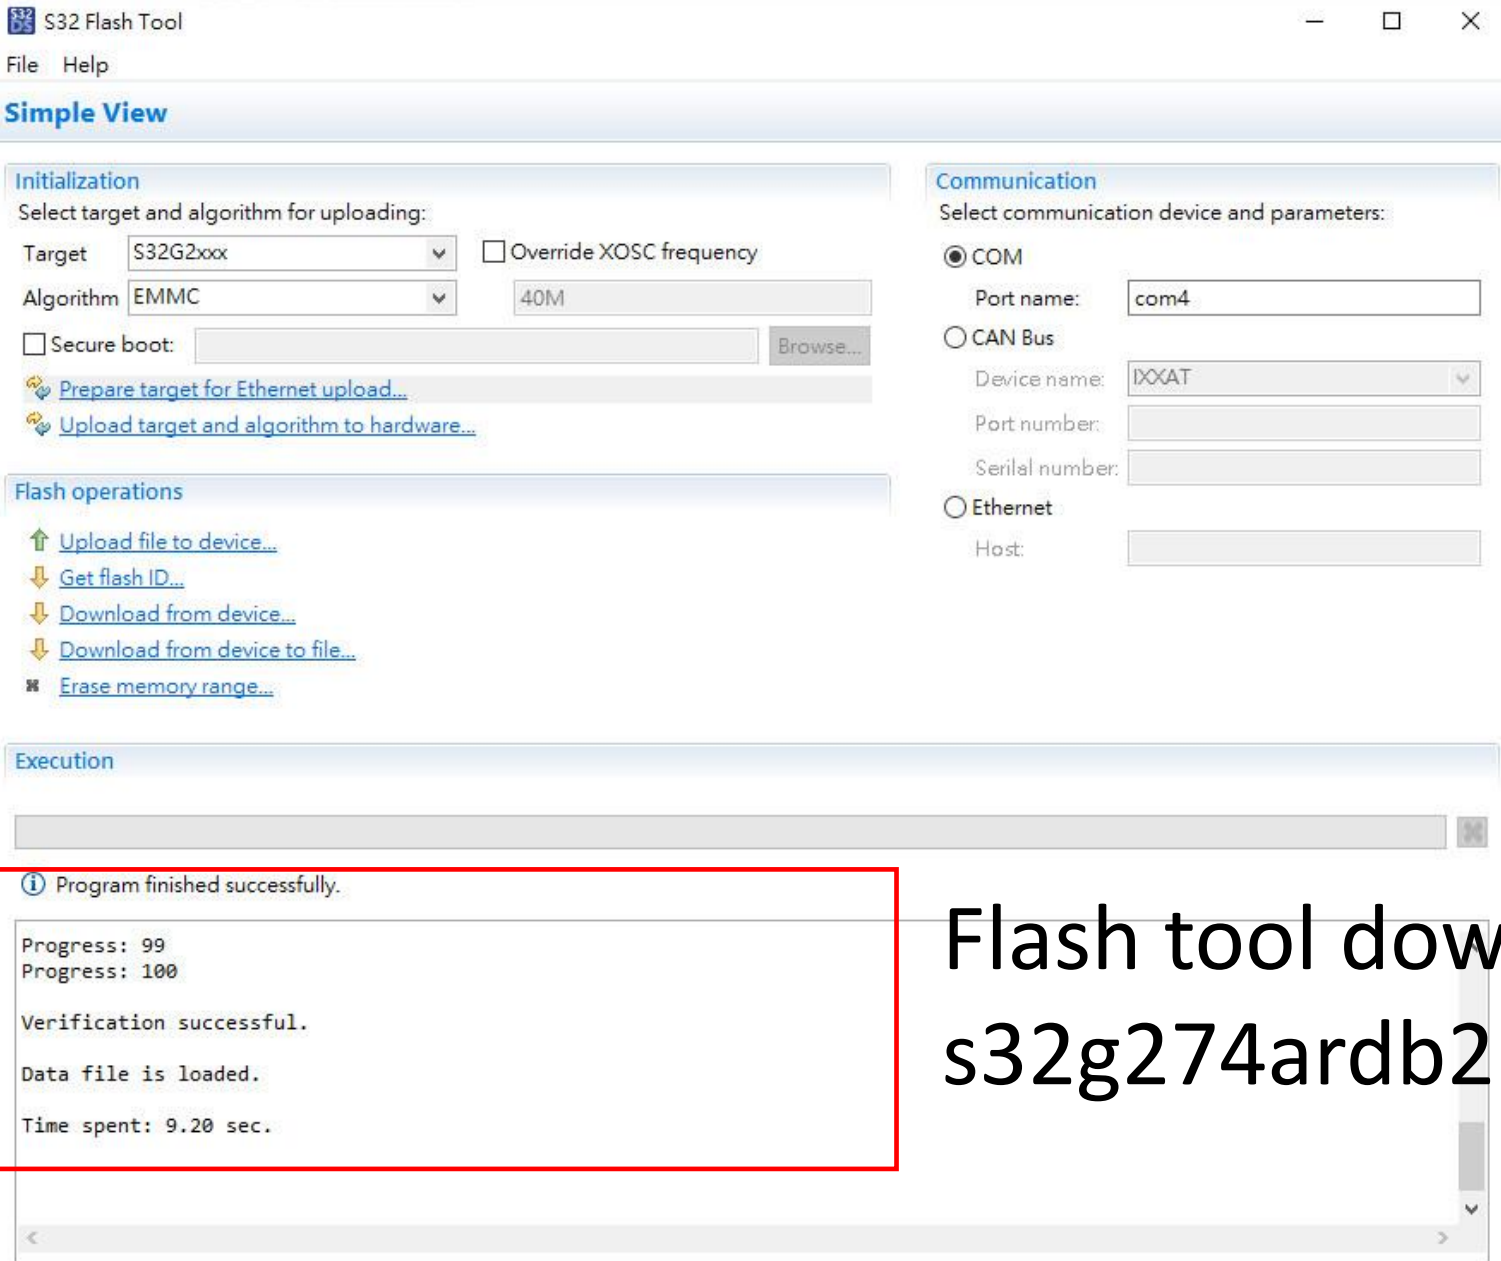 S32 Flash Tool
File Help
Simple View
Initialization
Select target and algorithm for uploading:
Target S32G2xxx Override XOSC frequency
Algorithm EMMC 40M
Secure boot: Browse...
Prepare target for Ethernet upload...
Upload target and algorithm to hardware...
Communication
Select communication device and parameters:
COM
Port name: com4
CAN Bus
Device name: IXXAT
Port number:
Serilal number:
Ethernet
Host:
Flash operations
Upload file to device...
Get flash ID...
Download from device...
Download from device to file...
Erase memory range...
Execution
Program finished successfully.
Progress: 99
Progress: 100
Verification successful.
Data file is loaded.
Time spent: 9.20 sec.
Flash tool dow
s32g274ardb2